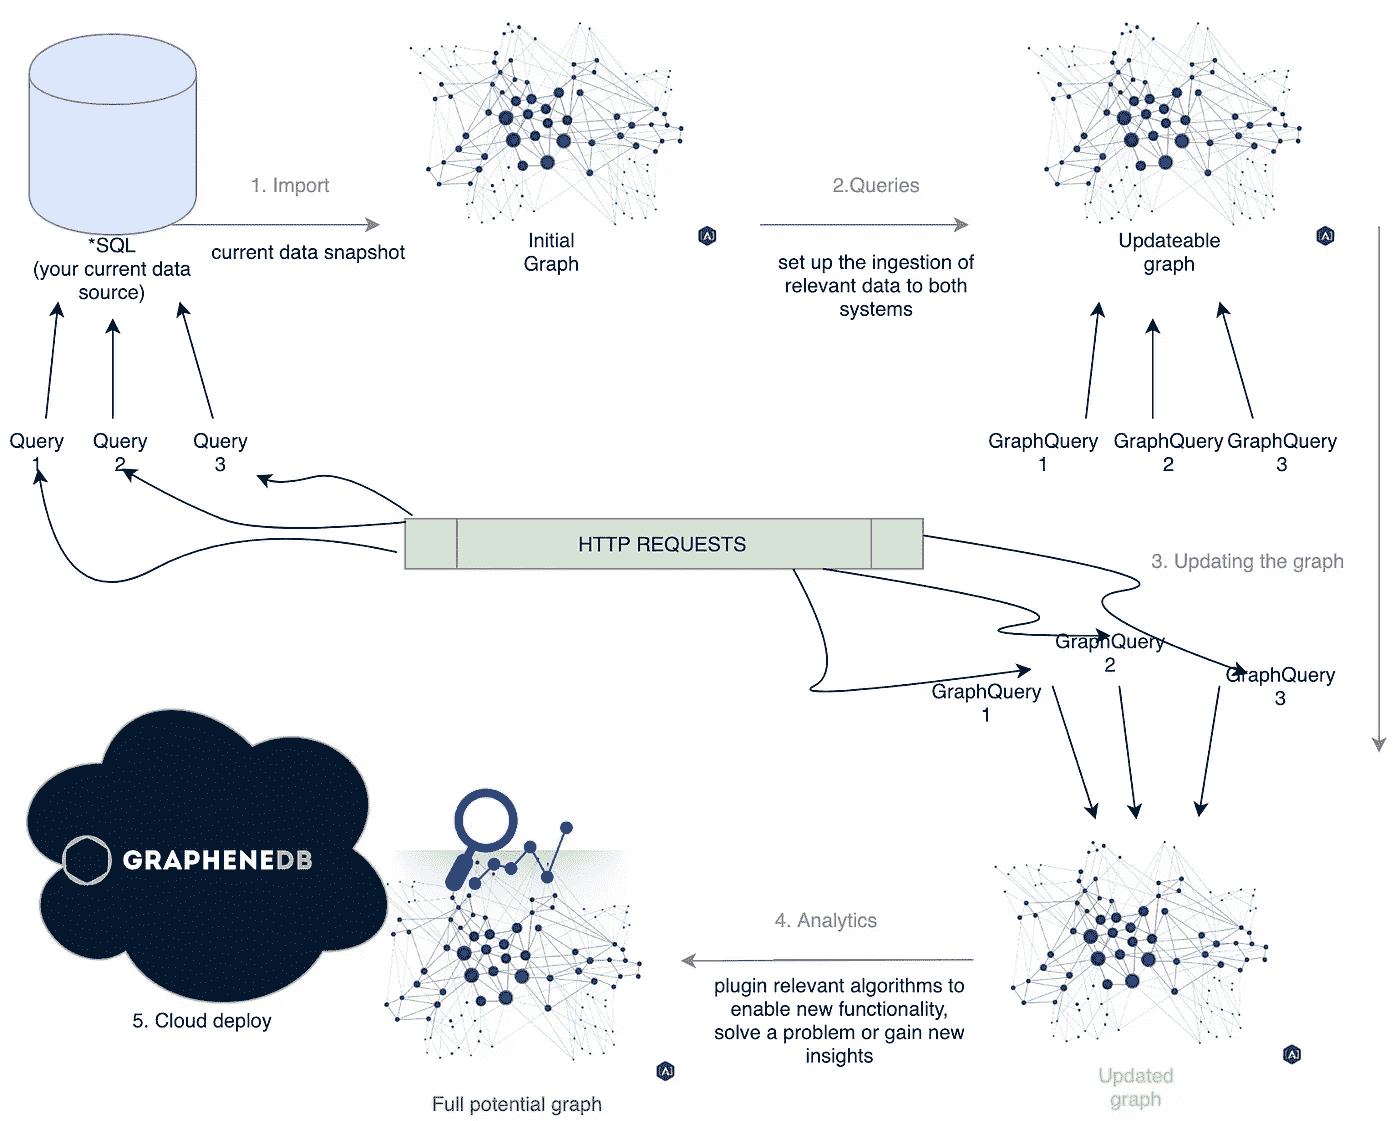 1. Import
2.Queries
*SQL
(your current data
source)
current data snapshot
Initial
Graph
set up the ingestion of
relevant data to both
systems
Updateable
graph
Query
1
Query
2
Query
3
GraphQuery
1
GraphQuery
2
GraphQuery
3
HTTP REQUESTS
3. Updating the graph
GraphQuery
2
GraphQuery
3
GraphQuery
1
GRAPHENEDB
5. Cloud deploy
4. Analytics
plugin relevant algorithms to
enable new functionality,
solve a problem or gain new
insights
Full potential graph
Updated
graph